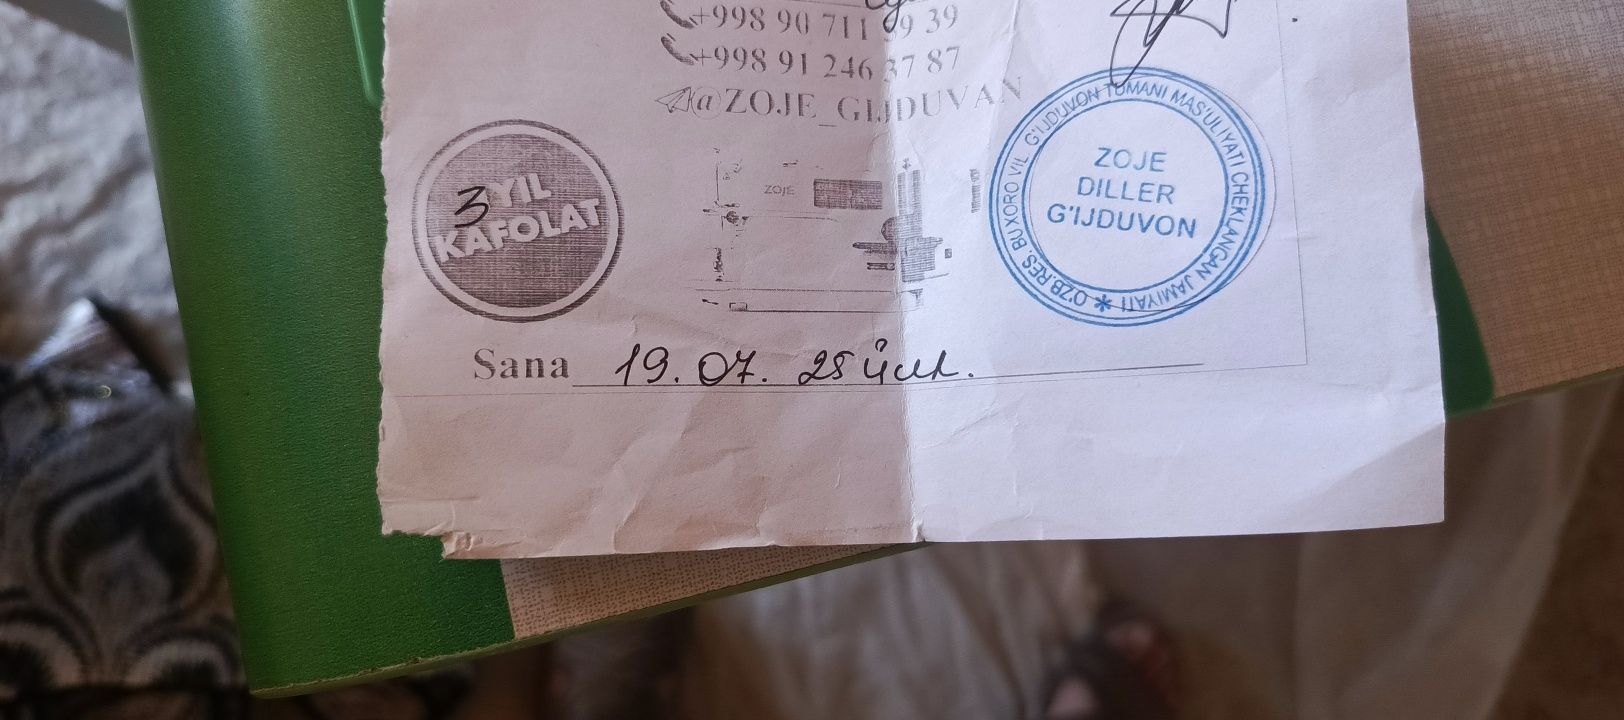 +998 90 711 39 39
+998 91 246 37 87
@ZOJE_GIJDUVAN
3 YIL
KAFOLAT
ZOJE
O'ZB.RES. BUXORO VIL G'IJDUVON TUMANI MAS'ULIYATI CHEKLANGAN JAMIYATI
ZOJE
DILLER
G'IJDUVON
Sana 19.07. 25 йил.